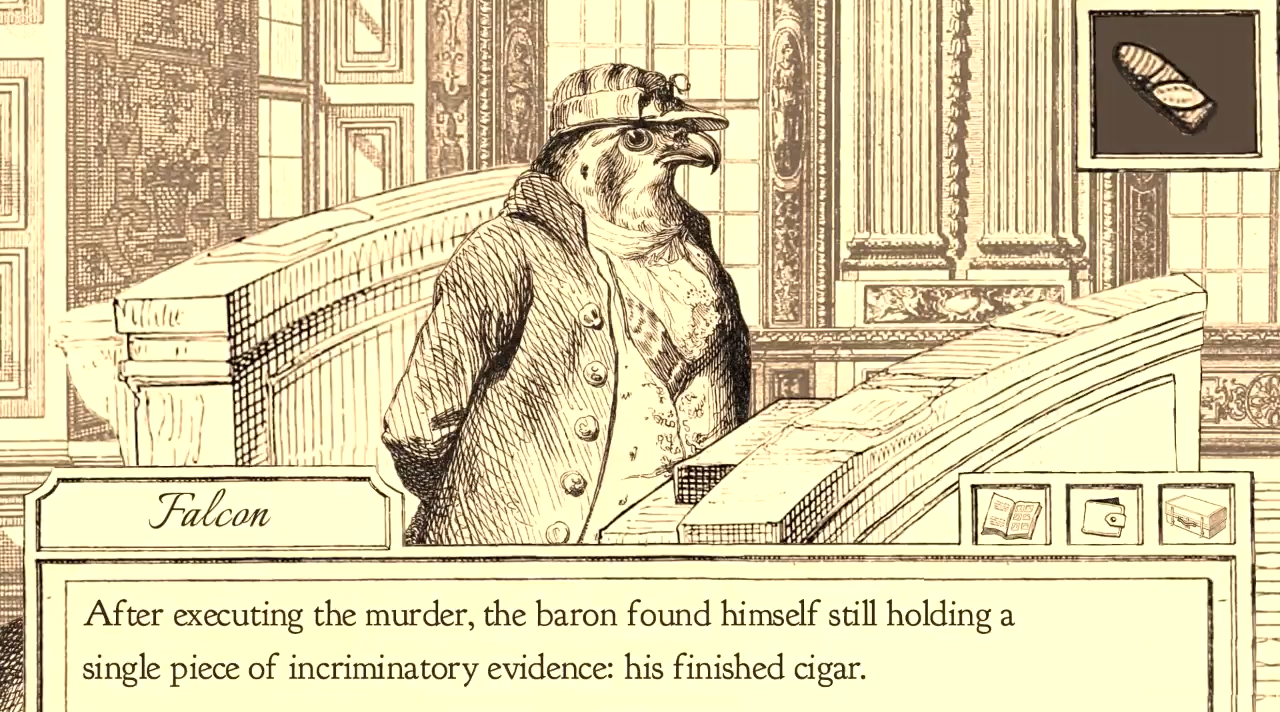 Falcon
After executing the murder, the baron found himself still holding a
single piece of incriminatory evidence: his finished cigar.